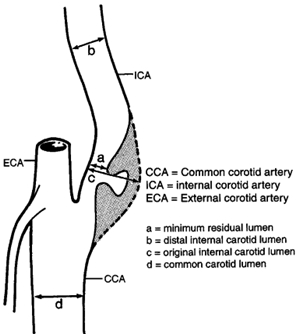 b
ICA
a
ECA
c
CCA = Common corotid artery
ICA = internal corotid artery
ECA = External corotid artery
a = minimum residual lumen
b = distal internal carotid lumen
c = original internal carotid lumen
d = common carotid lumen
CCA
d